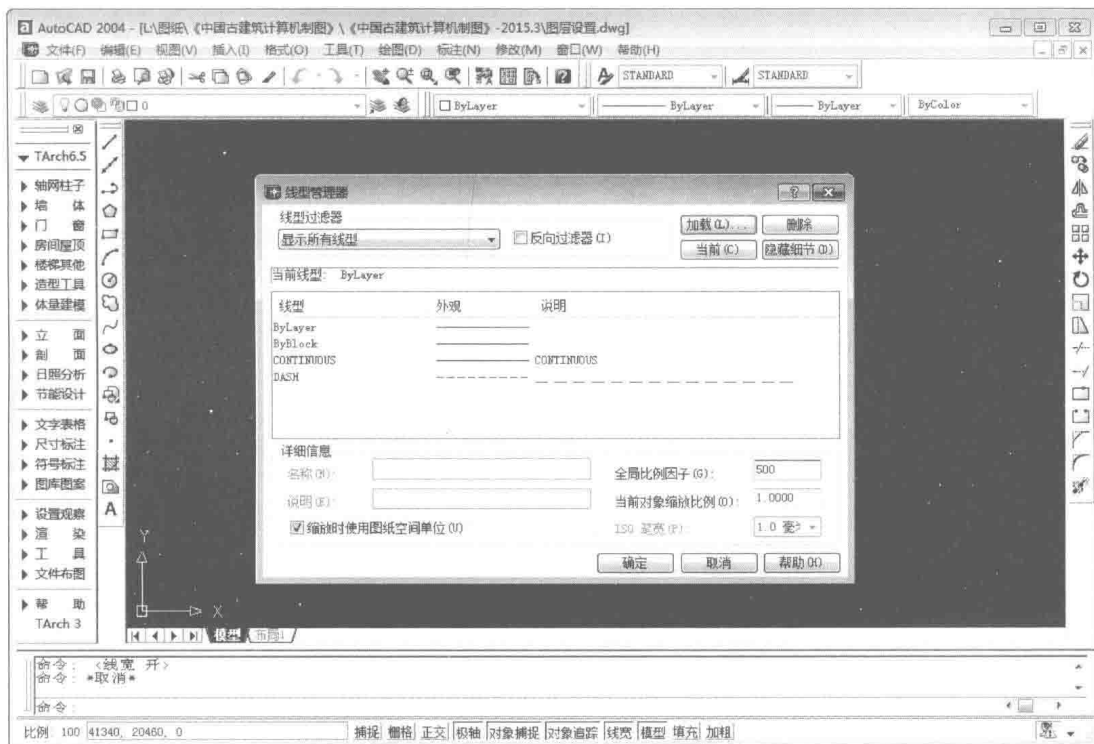 AutoCAD 2004 - [L:\图纸\《中国古建筑计算机制图》\《中国古建筑计算机制图》-2015.3\图层设置.dwg]
文件(F) 编辑(E) 视图(V) 插入(I) 格式(O) 工具(T) 绘图(D) 标注(N) 修改(M) 窗口(W) 帮助(H)
STANDARD STANDARD
0 ByLayer ByLayer ByLayer ByColor
TArch6.5
轴网柱子
墙 体
门 窗
房间屋顶
楼梯其他
造型工具
体量建模
立 面
剖 面
日照分析
节能设计
文字表格
尺寸标注
符号标注
图库图案
设置观察
渲 染
工 具
文件布图
帮 助
TArch 3
A
线型管理器
线型过滤器
显示所有线型
反向过滤器(I)
加载(L)... 删除
当前(C) 隐藏细节(D)
当前线型: ByLayer
线型 外观 说明
ByLayer
ByBlock
CONTINUOUS CONTINUOUS
DASH
详细信息
名称(N): 全局比例因子(G): 500
说明(E): 当前对象缩放比例(O): 1.0000
缩放时使用图纸空间单位(U) ISO 笔宽(P): 1.0 毫
确定 取消 帮助(H)
Y
X
模型 布局1
命令: <线宽 开>
命令: *取消*
命令:
比例 100 41340, 20460, 0 捕捉 栅格 正交 极轴 对象捕捉 对象追踪 线宽 模型 填充 加粗